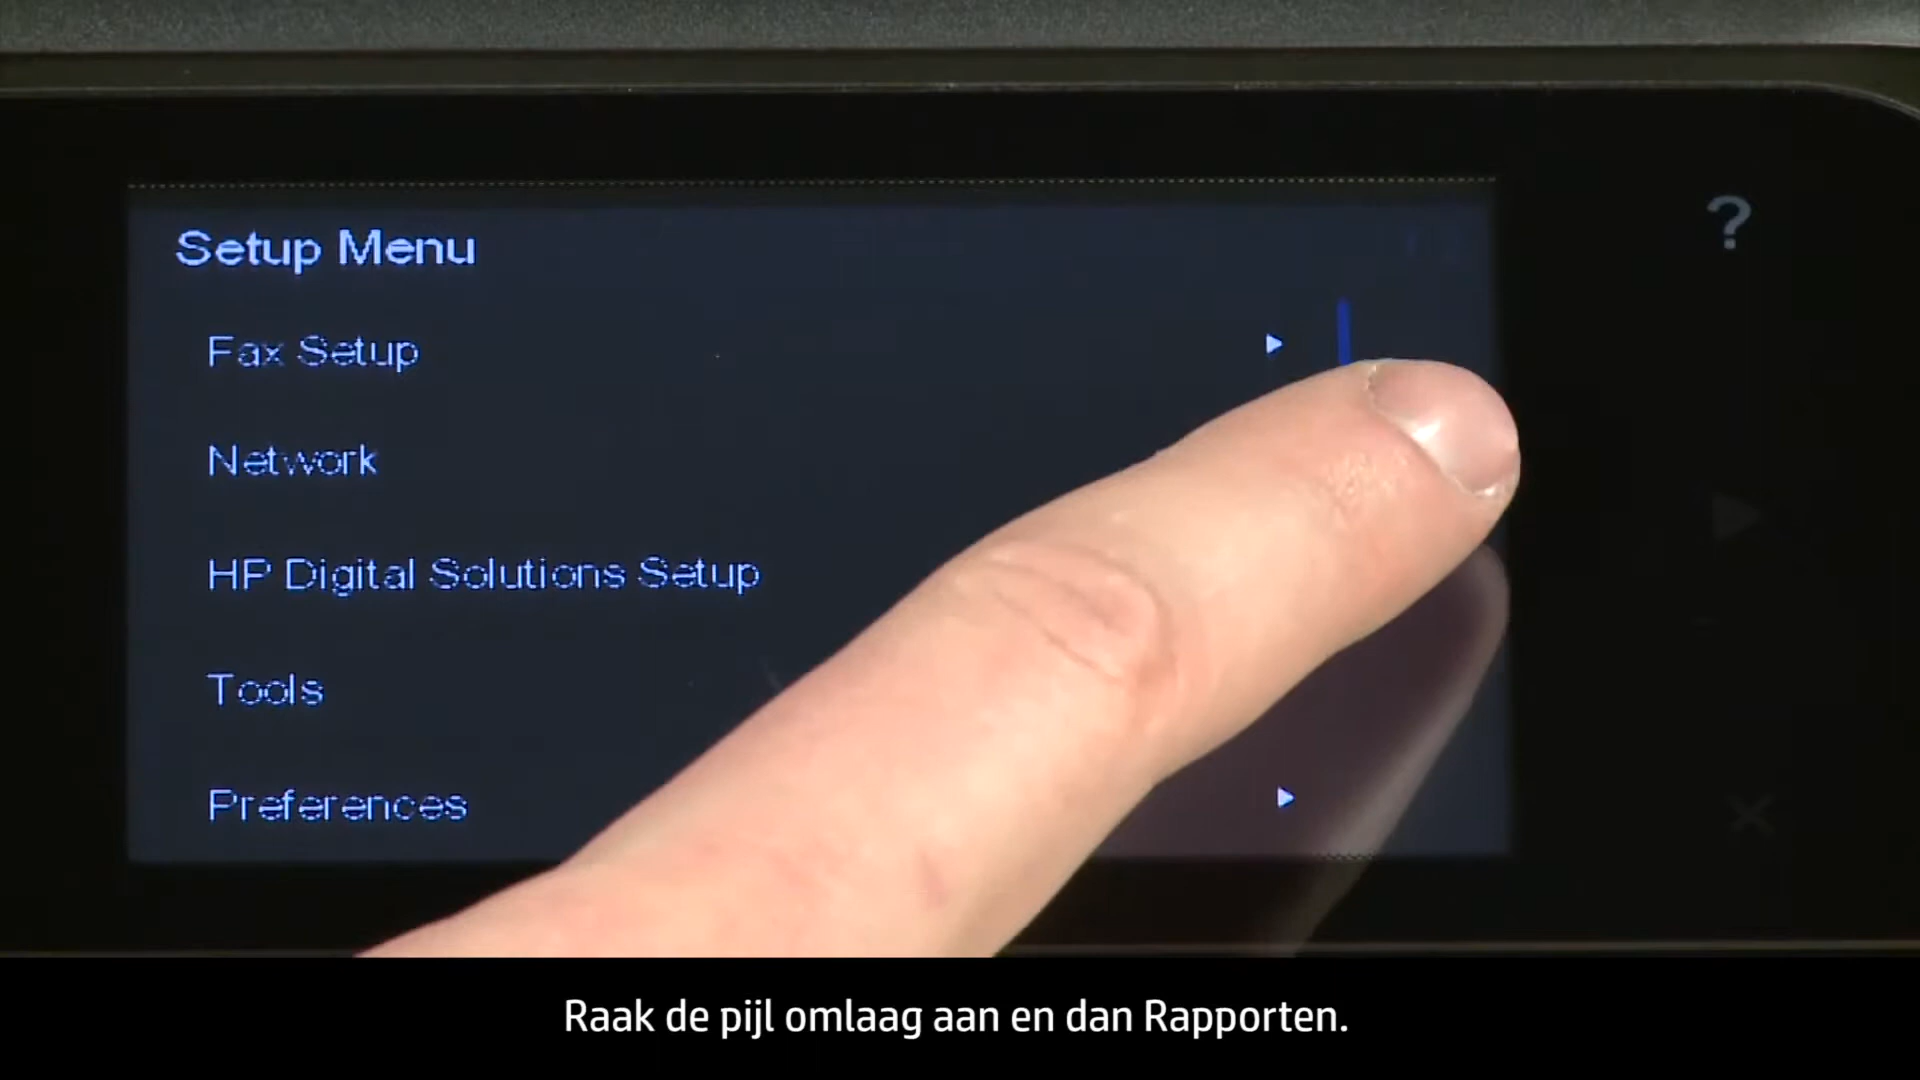 Setup Menu
Fax Setup
Network
HP Digital Solutions Setup
Tools
Preferences
?
Raak de pijl omlaag aan en dan Rapporten.